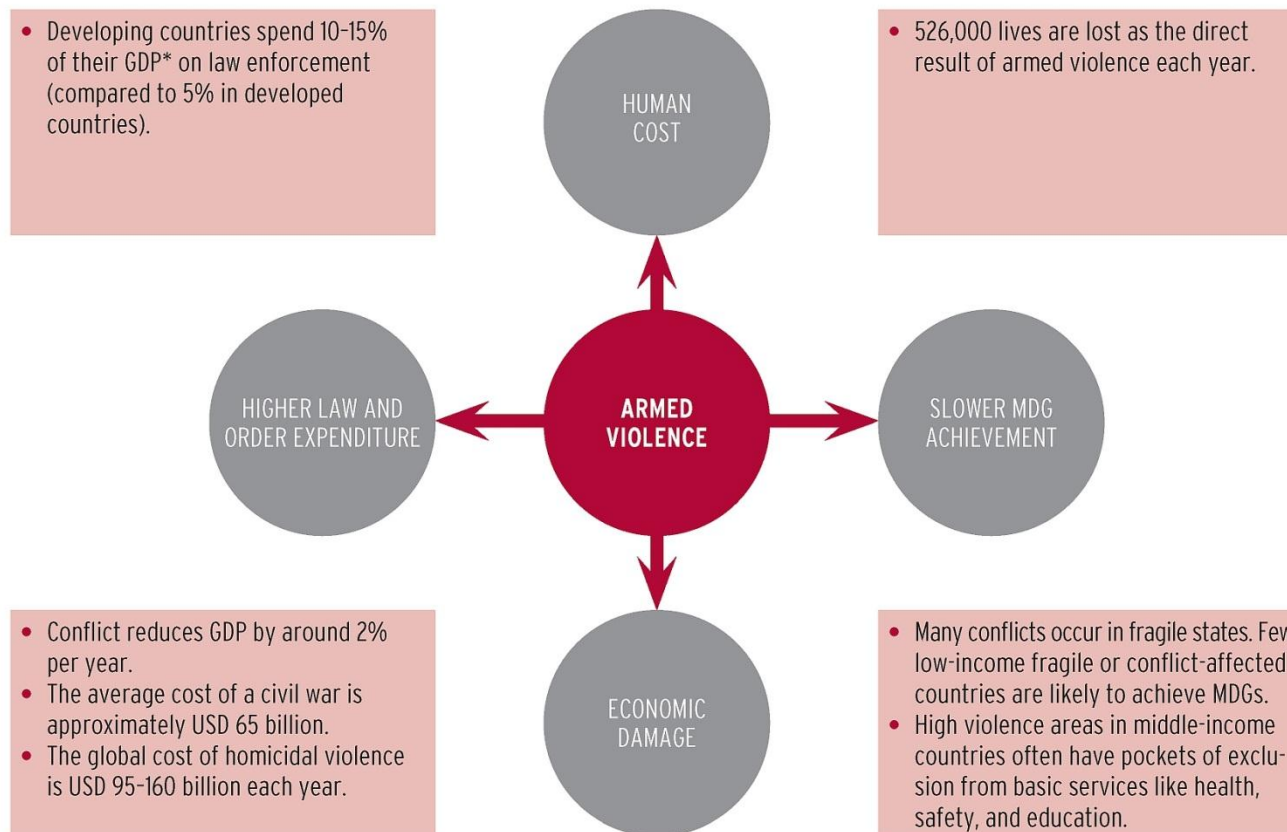 • Developing countries spend 10-15%
of their GDP* on law enforcement
(compared to 5% in developed
countries).
HUMAN
COST
• 526,000 lives are lost as the direct
result of armed violence each year.
HIGHER LAW AND
ORDER EXPENDITURE
ARMED
VIOLENCE
SLOWER MDG
ACHIEVEMENT
• Conflict reduces GDP by around 2%
per year.
• The average cost of a civil war is
approximately USD 65 billion.
• The global cost of homicidal violence
is USD 95-160 billion each year.
ECONOMIC
DAMAGE
• Many conflicts occur in fragile states. Few
low-income fragile or conflict-affected
countries are likely to achieve MDGs.
• High violence areas in middle-income
countries often have pockets of exclu-
sion from basic services like health,
safety, and education.